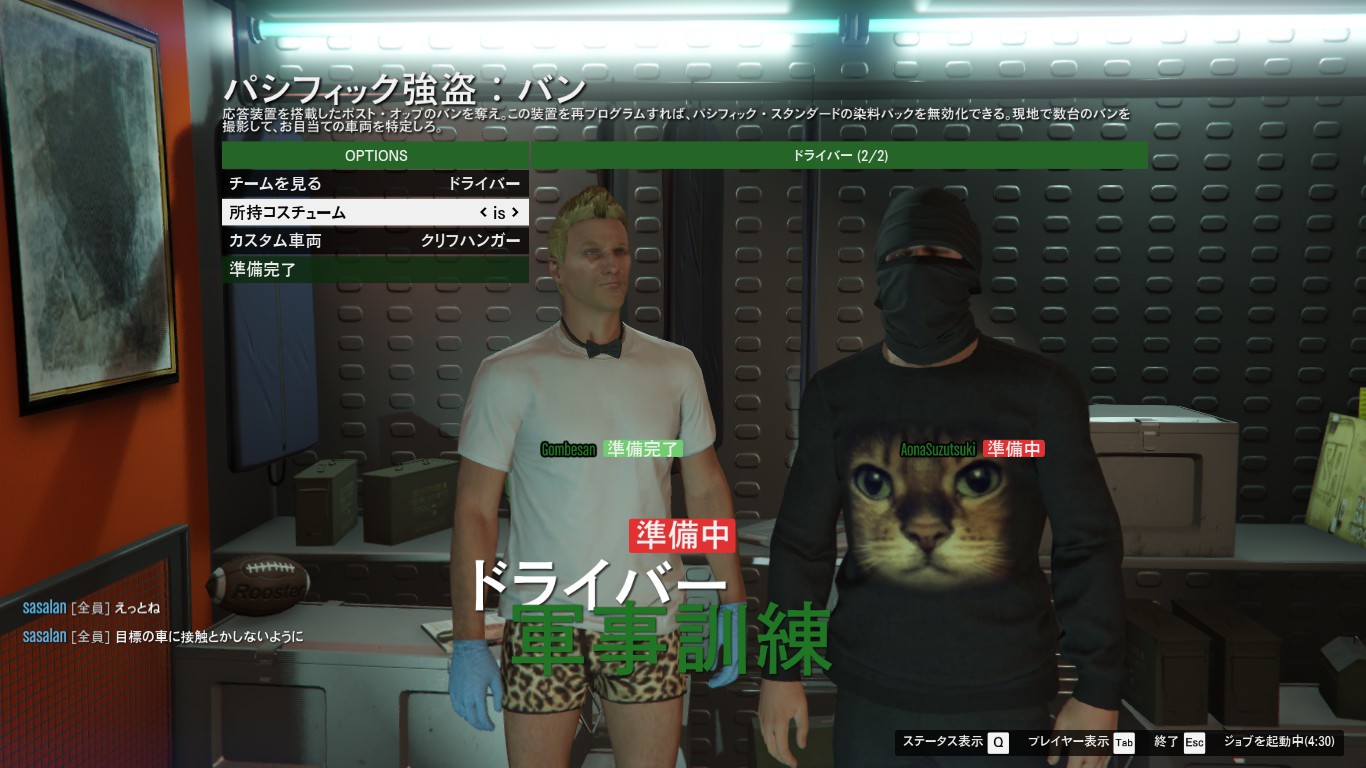 パシフィック強盗：バン
応答装置を搭載したポスト・オップのバンを奪え。この装置を再プログラムすれば、パシフィック・スタンダードの染料パックを無効化できる。現地で数台のバンを
撮影して、お目当ての車両を特定しろ。
OPTIONS
ドライバー (2/2)
チームを見る ドライバー
所持コスチューム < is >
カスタム車両 クリフハンガー
準備完了
Gombesan 準備完了
AonaSuzutsuki 準備中
準備中
ドライバー
軍事訓練
Rooster
sasalan [全員] えっとね
sasalan [全員] 目標の車に接触とかしないように
ステータス表示 Q プレイヤー表示 Tab 終了 Esc ジョブを起動中(4:30)